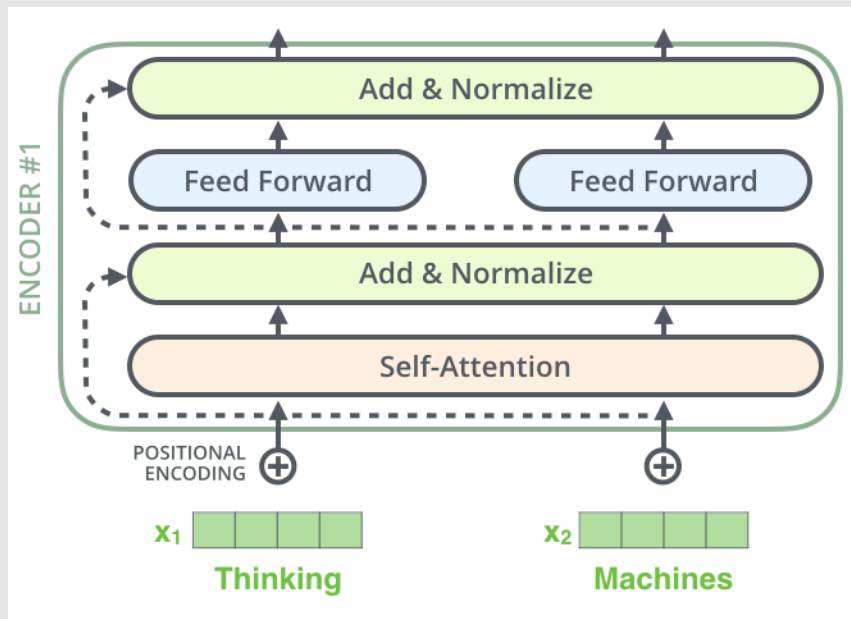 ENCODER #1
Add & Normalize
Feed Forward
Feed Forward
Add & Normalize
Self-Attention
POSITIONAL
ENCODING
x₁
x₂
Thinking
Machines